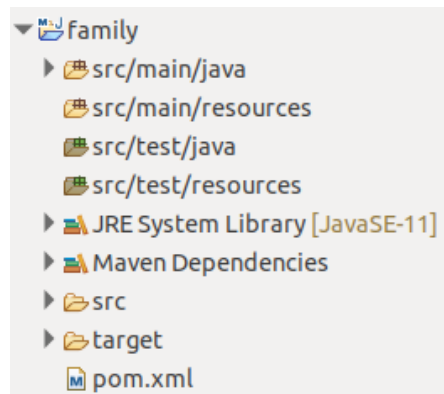 family
src/main/java
src/main/resources
src/test/java
src/test/resources
JRE System Library [JavaSE-11]
Maven Dependencies
src
target
pom.xml